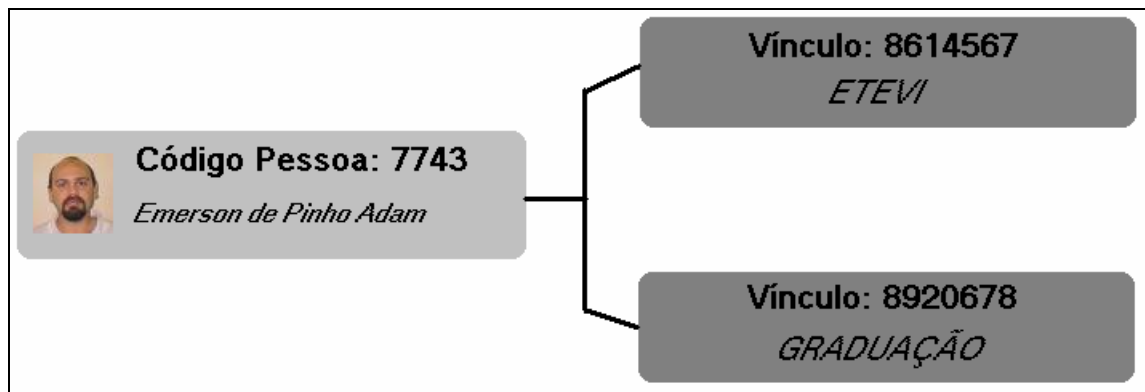 Código Pessoa: 7743
Emerson de Pinho Adam
Vínculo: 8614567
ETEVI
Vínculo: 8920678
GRADUAÇÃO